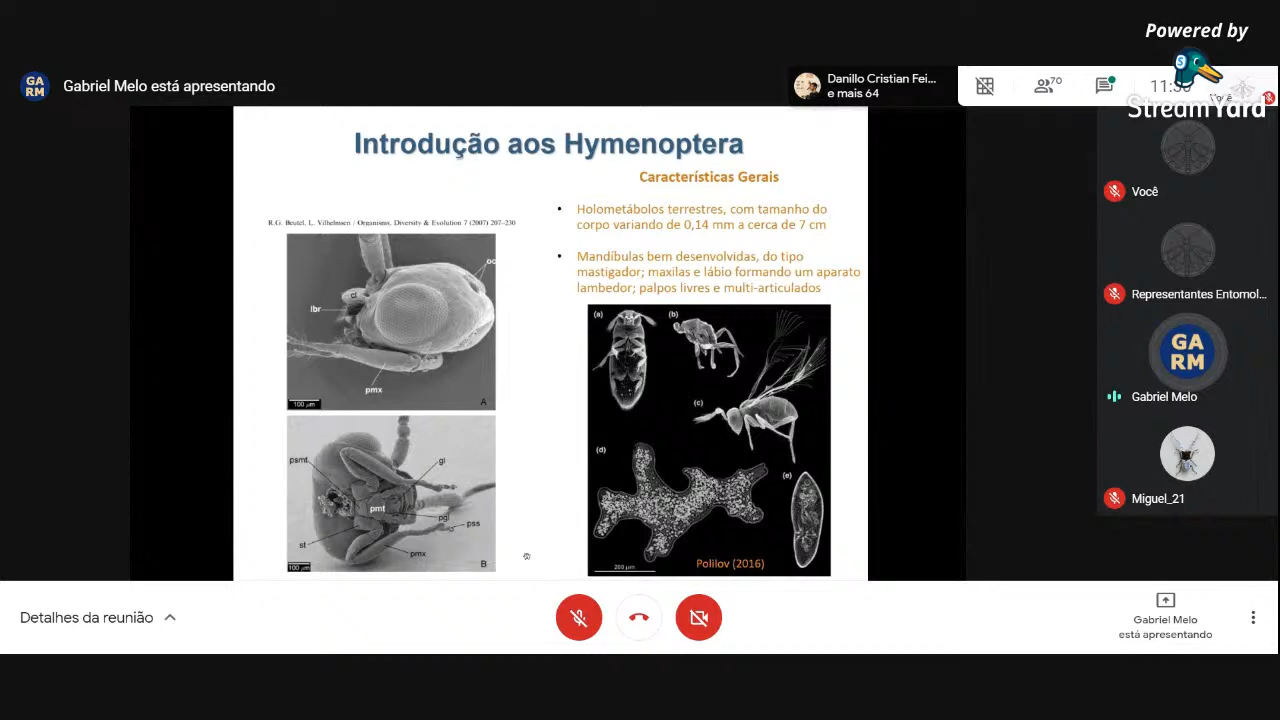 Powered by
GA
RM
Gabriel Melo está apresentando
Danillo Cristian Fei...
e mais 64
70
StreamYard
Introdução aos Hymenoptera
Características Gerais
R.G. Beutel, L. Vilhelmsen / Organisms, Diversity & Evolution 7 (2007) 207–230
• Holometábolos terrestres, com tamanho do
corpo variando de 0,14 mm a cerca de 7 cm
• Mandíbulas bem desenvolvidas, do tipo
mastigador; maxilas e lábio formando um aparato
lambedor; palpos livres e multi-articulados
oc
cl
lbr
pmx
100 µm
A
psmt
gl
pmt
pgl
pss
st
pmx
100 µm
B
(a)
(b)
(c)
(d)
(e)
200 µm
Polilov (2016)
Você
Representantes Entomol...
GA
RM
Gabriel Melo
Miguel_21
Detalhes da reunião
Gabriel Melo
está apresentando